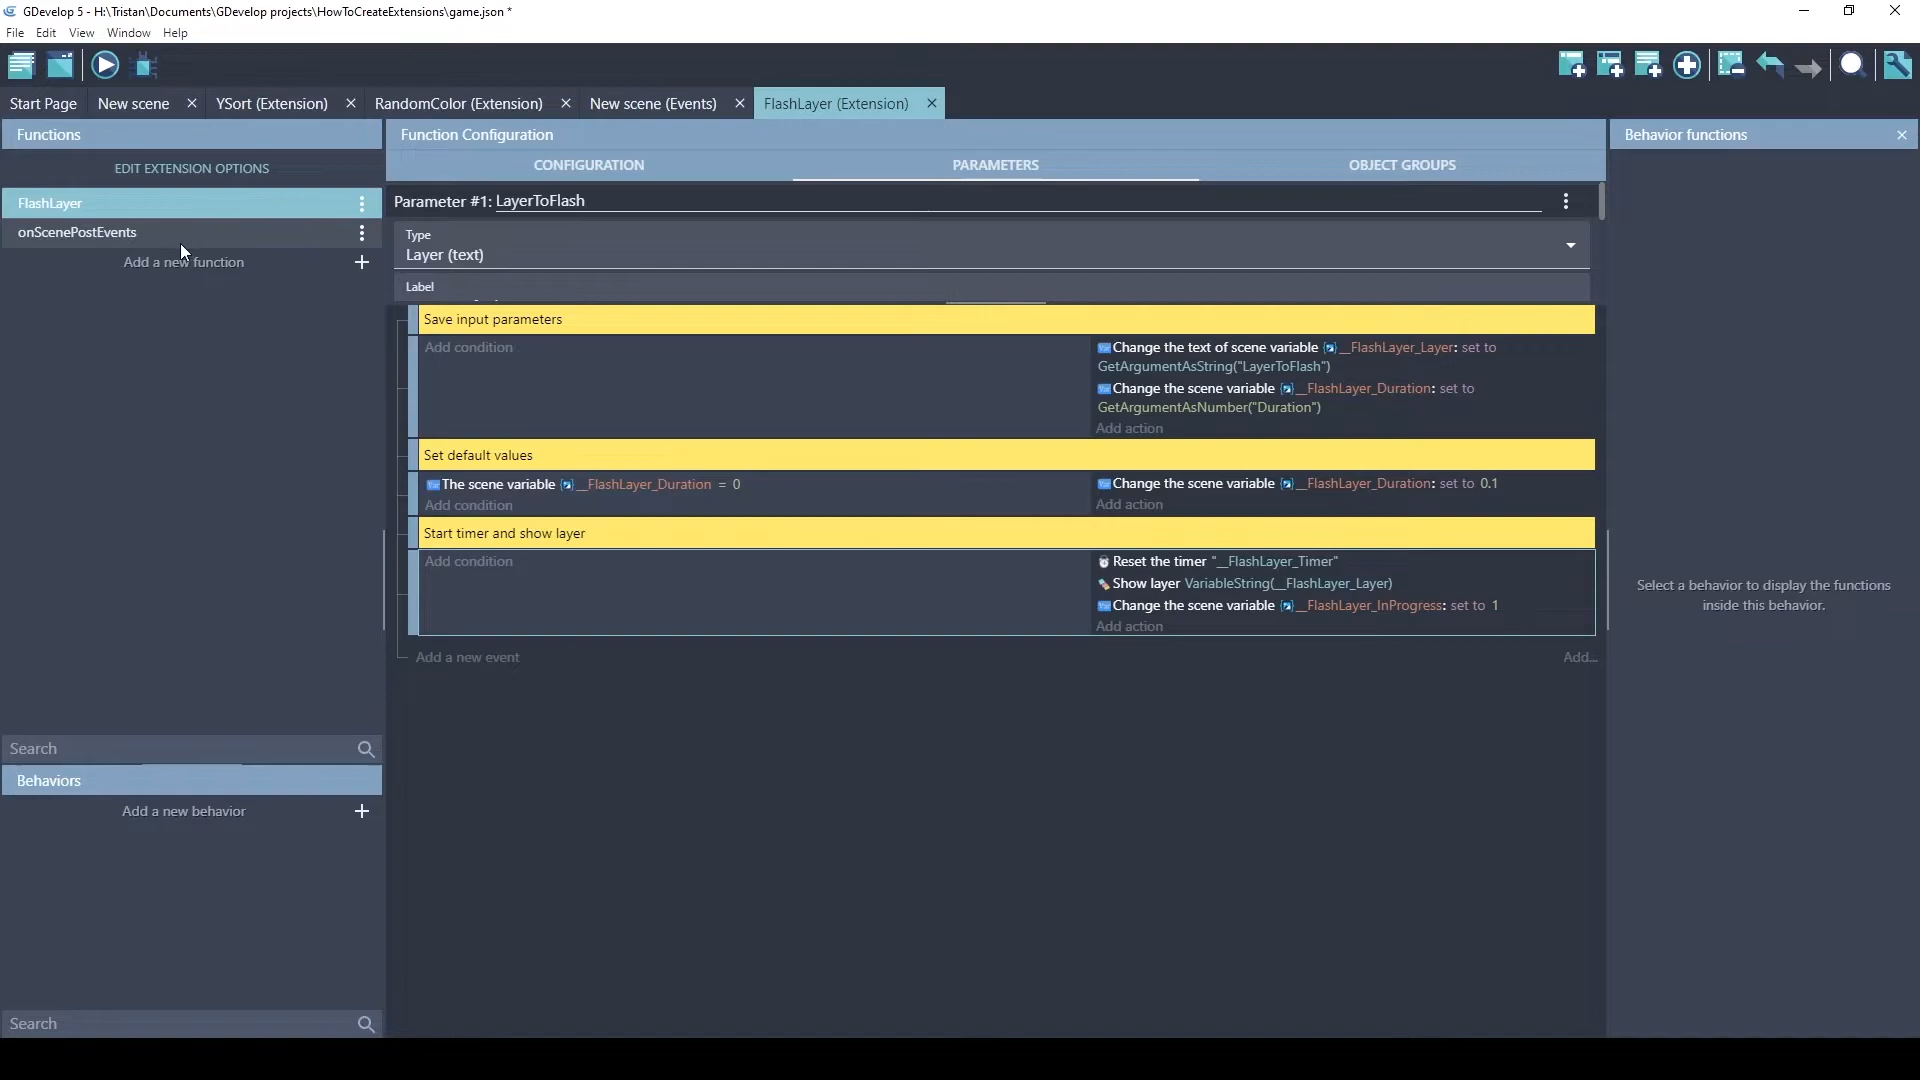 GDevelop 5 - H:\Tristan\Documents\GDevelop projects\HowToCreateExtensions\game.json *
File Edit View Window Help
Start Page New scene YSort (Extension) RandomColor (Extension) New scene (Events) FlashLayer (Extension)
Functions
EDIT EXTENSION OPTIONS
FlashLayer
onScenePostEvents
Add a new function
Search
Behaviors
Add a new behavior
Search
Function Configuration
CONFIGURATION PARAMETERS OBJECT GROUPS
Parameter #1: LayerToFlash
Type
Layer (text)
Label
Save input parameters
Add condition
Change the text of scene variable __FlashLayer_Layer: set to
GetArgumentAsString("LayerToFlash")
Change the scene variable __FlashLayer_Duration: set to
GetArgumentAsNumber("Duration")
Add action
Set default values
The scene variable __FlashLayer_Duration = 0
Add condition
Change the scene variable __FlashLayer_Duration: set to 0.1
Add action
Start timer and show layer
Add condition
Reset the timer "__FlashLayer_Timer"
Show layer VariableString(__FlashLayer_Layer)
Change the scene variable __FlashLayer_InProgress: set to 1
Add action
Add a new event
Add...
Behavior functions
Select a behavior to display the functions
inside this behavior.